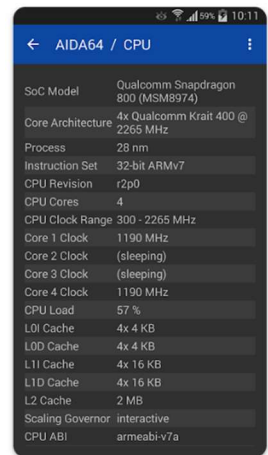 59% 10:11
AIDA64 / CPU
SoC Model Qualcomm Snapdragon
800 (MSM8974)
Core Architecture 4x Qualcomm Krait 400 @
2265 MHz
Process 28 nm
Instruction Set 32-bit ARMv7
CPU Revision r2p0
CPU Cores 4
CPU Clock Range 300 - 2265 MHz
Core 1 Clock 1190 MHz
Core 2 Clock (sleeping)
Core 3 Clock (sleeping)
Core 4 Clock 1190 MHz
CPU Load 57 %
L0I Cache 4x 4 KB
L0D Cache 4x 4 KB
L1I Cache 4x 16 KB
L1D Cache 4x 16 KB
L2 Cache 2 MB
Scaling Governor interactive
CPU ABI armeabi-v7a